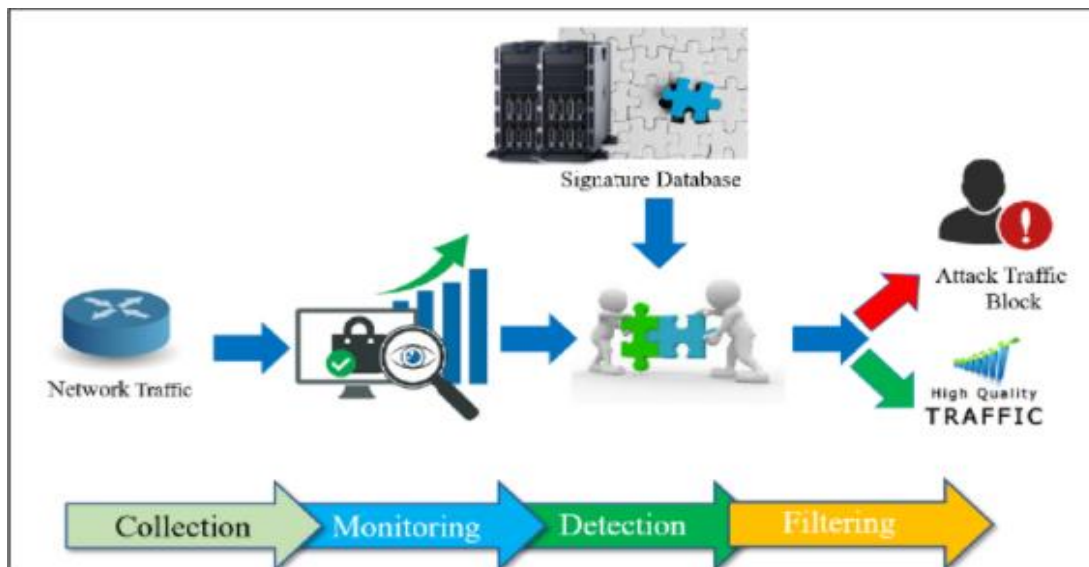 Signature Database
Attack Traffic
Block
Network Traffic
High Quality
TRAFFIC
Collection
Monitoring
Detection
Filtering